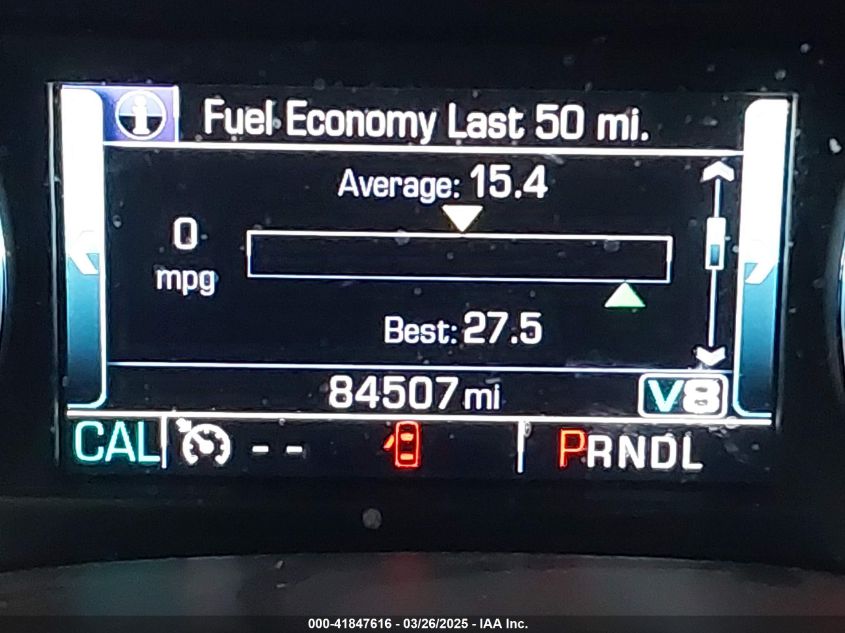 Fuel Economy Last 50 mi.
Average: 15.4
0
mpg
Best: 27.5
84507 mi V8
CAL -- PRNDL
000-41847616 - 03/26/2025 - IAA Inc.